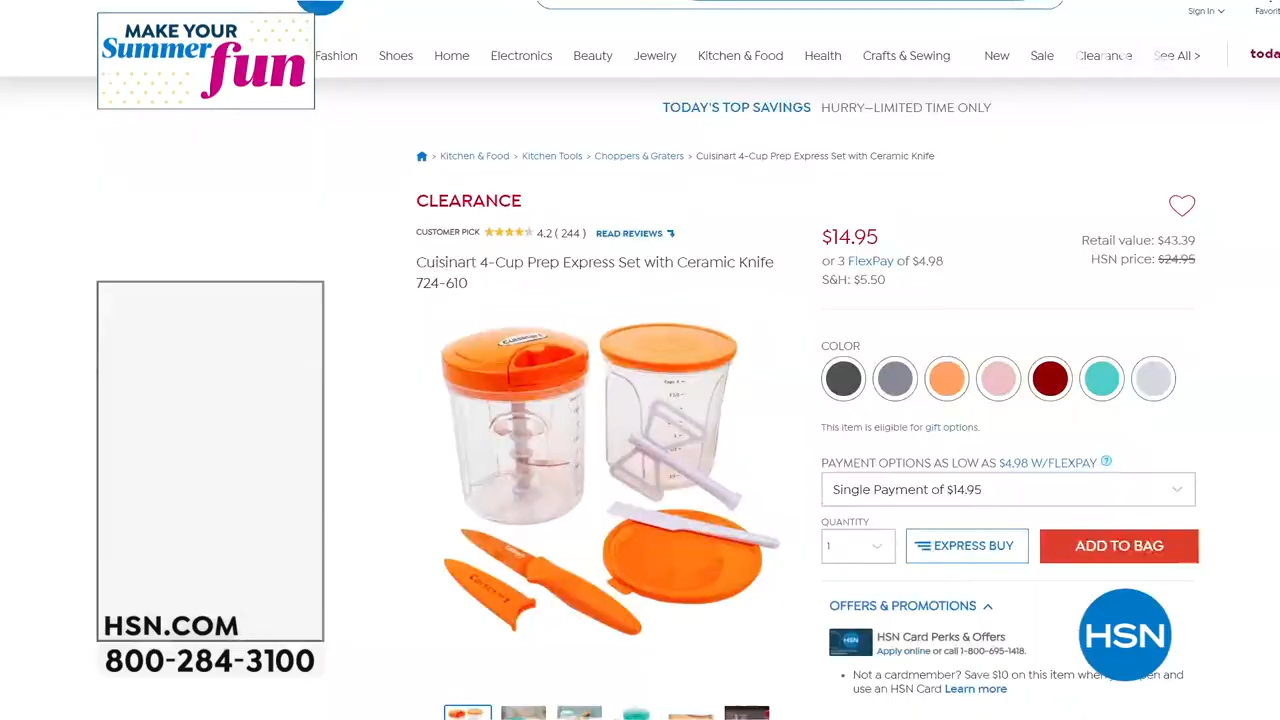 MAKE YOUR
Summer
fun
Sign In
Fashion Shoes Home Electronics Beauty Jewelry Kitchen & Food Health Crafts & Sewing New Sale Clearance See All >
TODAY'S TOP SAVINGS HURRY—LIMITED TIME ONLY
> Kitchen & Food > Kitchen Tools > Choppers & Graters > Cuisinart 4-Cup Prep Express Set with Ceramic Knife
CLEARANCE
CUSTOMER PICK 4.2 ( 244 ) READ REVIEWS
Cuisinart 4-Cup Prep Express Set with Ceramic Knife
724-610
$14.95
or 3 FlexPay of $4.98
S&H: $5.50
Retail value: $43.39
HSN price: $24.95
COLOR
This item is eligible for gift options.
PAYMENT OPTIONS AS LOW AS $4.98 W/FLEXPAY ?
Single Payment of $14.95
QUANTITY
1
EXPRESS BUY
ADD TO BAG
OFFERS & PROMOTIONS
HSN
HSN Card Perks & Offers
Apply online or call 1-800-695-1418.
• Not a cardmember? Save $10 on this item when and
use an HSN Card Learn more
HSN
Cuisinart
Cuisinart
HSN.COM
800-284-3100